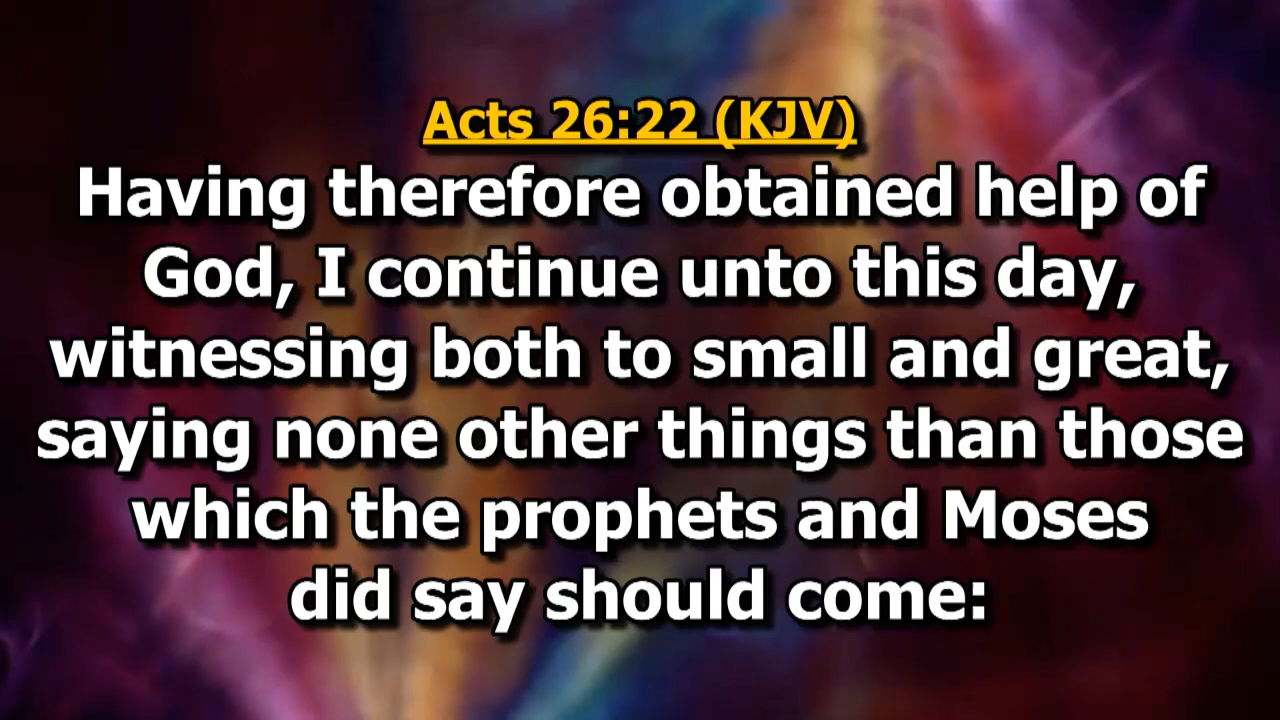 Acts 26:22 (KJV)
Having therefore obtained help of
God, I continue unto this day,
witnessing both to small and great,
saying none other things than those
which the prophets and Moses
did say should come: